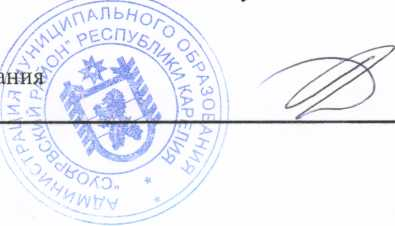 ания
АДМИНИСТРАЦИЯ МУНИЦИПАЛЬНОГО ОБРАЗОВАНИЯ
"СУОЯРВСКИЙ РАЙОН" РЕСПУБЛИКИ КАРЕЛИЯ